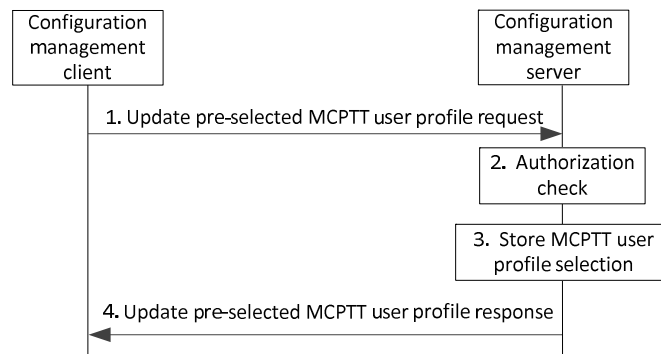 Configuration
management
client
Configuration
management
server
1. Update pre-selected MCPTT user profile request
2. Authorization
check
3. Store MCPTT user
profile selection
4. Update pre-selected MCPTT user profile response